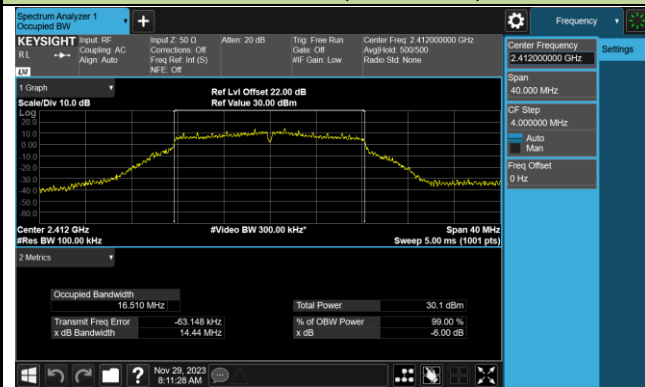 Spectrum Analyzer 1
Occupied BW
Frequency
KEYSIGHT
R L
Input: RF
Coupling: AC
Align: Auto
Input Z: 50 Ω
Corrections: Off
Freq Ref: Int (S)
NFE: Off
Atten: 20 dB
Trig: Free Run
Gate: Off
#IF Gain: Low
Center Freq: 2.412000000 GHz
Avg|Hold: 500/500
Radio Std: None
Center Frequency
2.412000000 GHz
Settings
Span
40.000 MHz
CF Step
4.000000 MHz
Auto
Man
Freq Offset
0 Hz
1 Graph
Scale/Div 10.0 dB
Ref Lvl Offset 22.00 dB
Ref Value 30.00 dBm
Log
20.0
10.0
0.00
-10.0
-20.0
-30.0
-40.0
-50.0
-60.0
Center 2.412 GHz
#Res BW 100.00 kHz
#Video BW 300.00 kHz*
Span 40 MHz
Sweep 5.00 ms (1001 pts)
2 Metrics
Occupied Bandwidth
16.510 MHz
Total Power 30.1 dBm
Transmit Freq Error -63.148 kHz
% of OBW Power 99.00 %
x dB Bandwidth 14.44 MHz
x dB -6.00 dB
Nov 29, 2023
8:11:28 AM